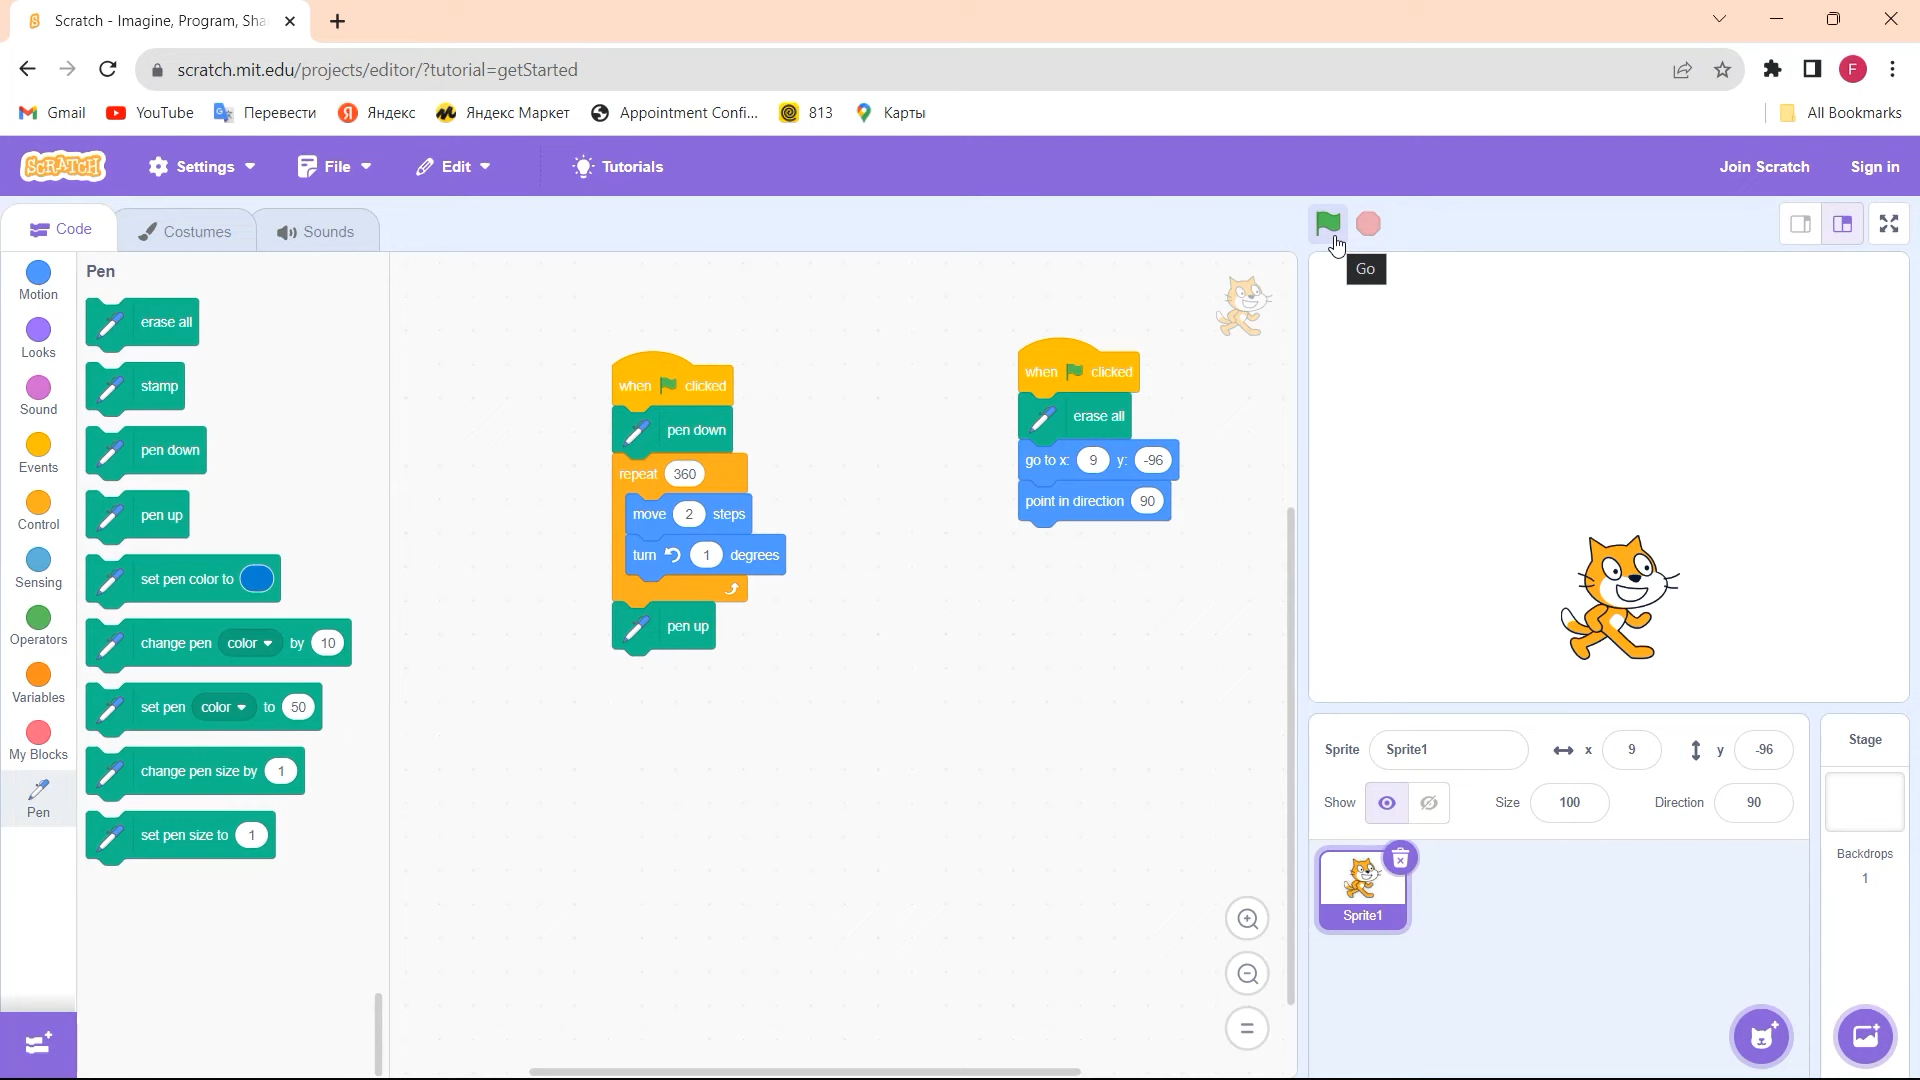 Scratch - Imagine, Program, Sha
scratch.mit.edu/projects/editor/?tutorial=getStarted
F
Gmail YouTube Перевести Яндекс Яндекс Маркет Appointment Confi... 813 Карты All Bookmarks
SCRATCH Settings File Edit Tutorials Join Scratch Sign in
Code Costumes Sounds
Go
Motion
Looks
Sound
Events
Control
Sensing
Operators
Variables
My Blocks
Pen
Pen
erase all
stamp
pen down
pen up
set pen color to
change pen color by 10
set pen color to 50
change pen size by 1
set pen size to 1
when clicked
pen down
repeat 360
move 2 steps
turn 1 degrees
pen up
when clicked
erase all
go to x: 9 y: -96
point in direction 90
Sprite Sprite1 x 9 y -96
Show Size 100 Direction 90
Sprite1
Stage
Backdrops
1